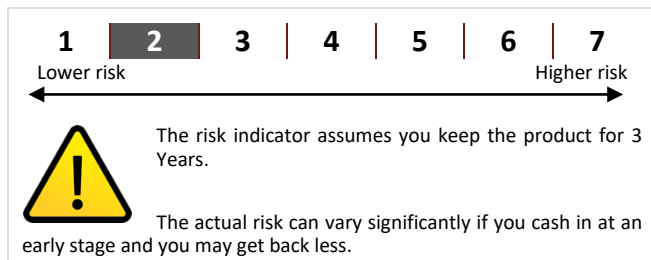 1 2 3 4 5 6 7
Lower risk Higher risk
The risk indicator assumes you keep the product for 3
Years.
The actual risk can vary significantly if you cash in at an
early stage and you may get back less.